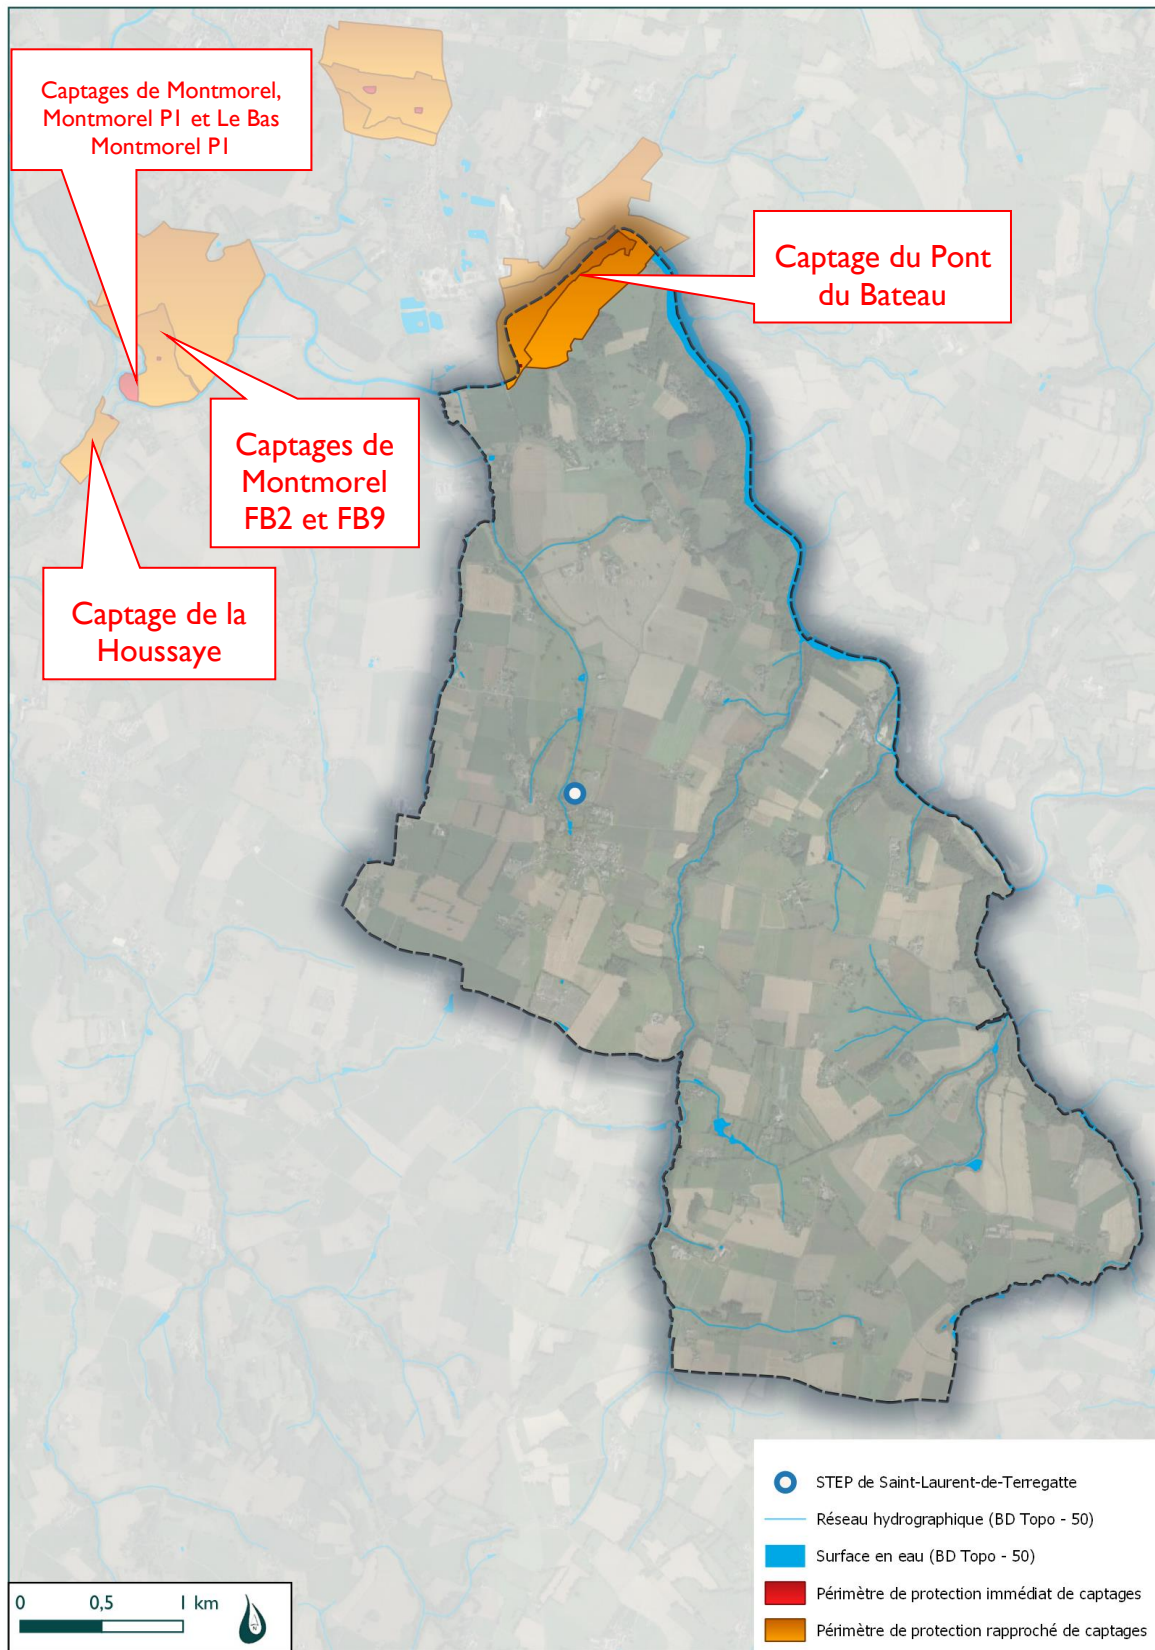 Captages de Montmorel,
Montmorel P1 et Le Bas
Montmorel P1
Captage du Pont
du Bateau
Captages de
Montmorel
FB2 et FB9
Captage de la
Houssaye
STEP de Saint-Laurent-de-Terregatte
Réseau hydrographique (BD Topo - 50)
Surface en eau (BD Topo - 50)
Périmètre de protection immédiat de captages
Périmètre de protection rapproché de captages
0 0,5 1 km